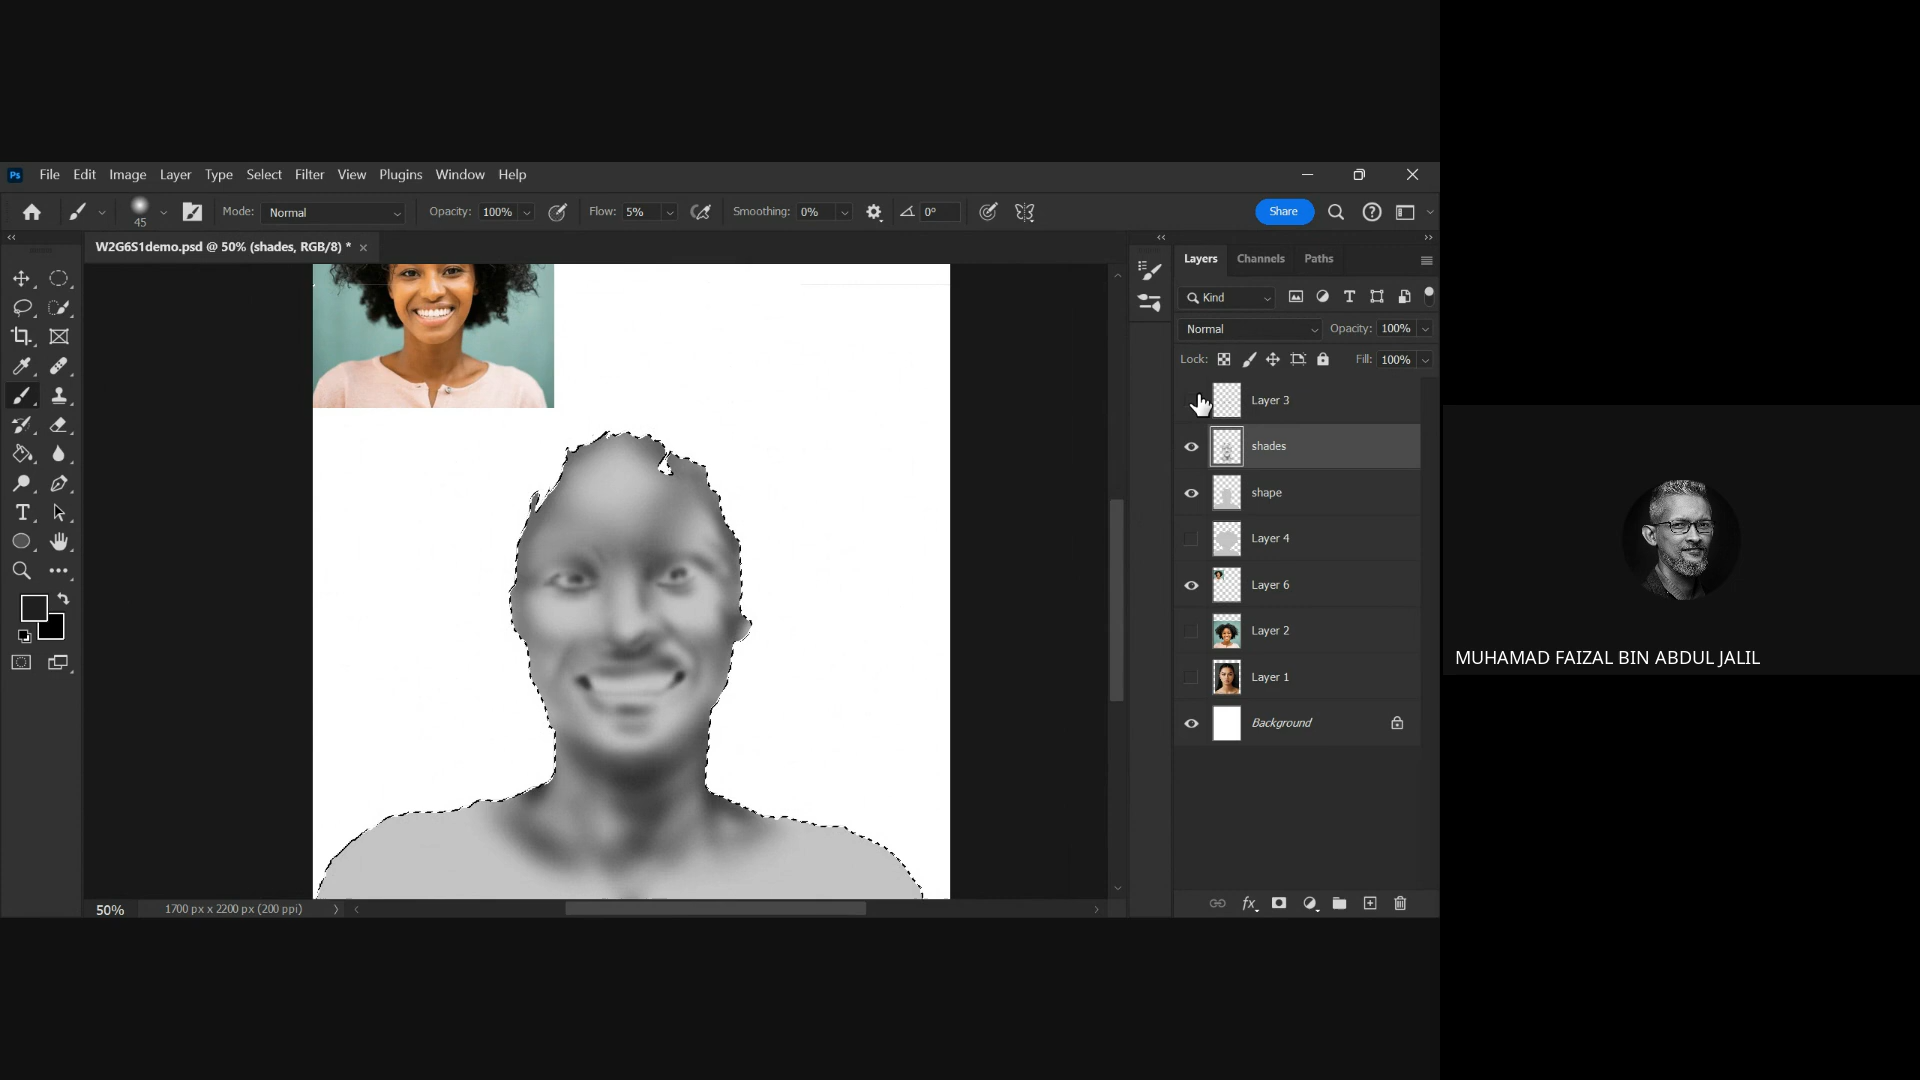 Ps File Edit Image Layer Type Select Filter View Plugins Window Help
45 Mode: Normal Opacity: 100% Flow: 5% Smoothing: 0% 0° Share
W2G6S1demo.psd @ 50% (shades, RGB/8) *
Layers Channels Paths
Kind
Normal Opacity: 100%
Lock: Fill: 100%
Layer 3
shades
shape
Layer 4
Layer 6
Layer 2
Layer 1
Background
50% 1700 px x 2200 px (200 ppi)
MUHAMAD FAIZAL BIN ABDUL JALIL